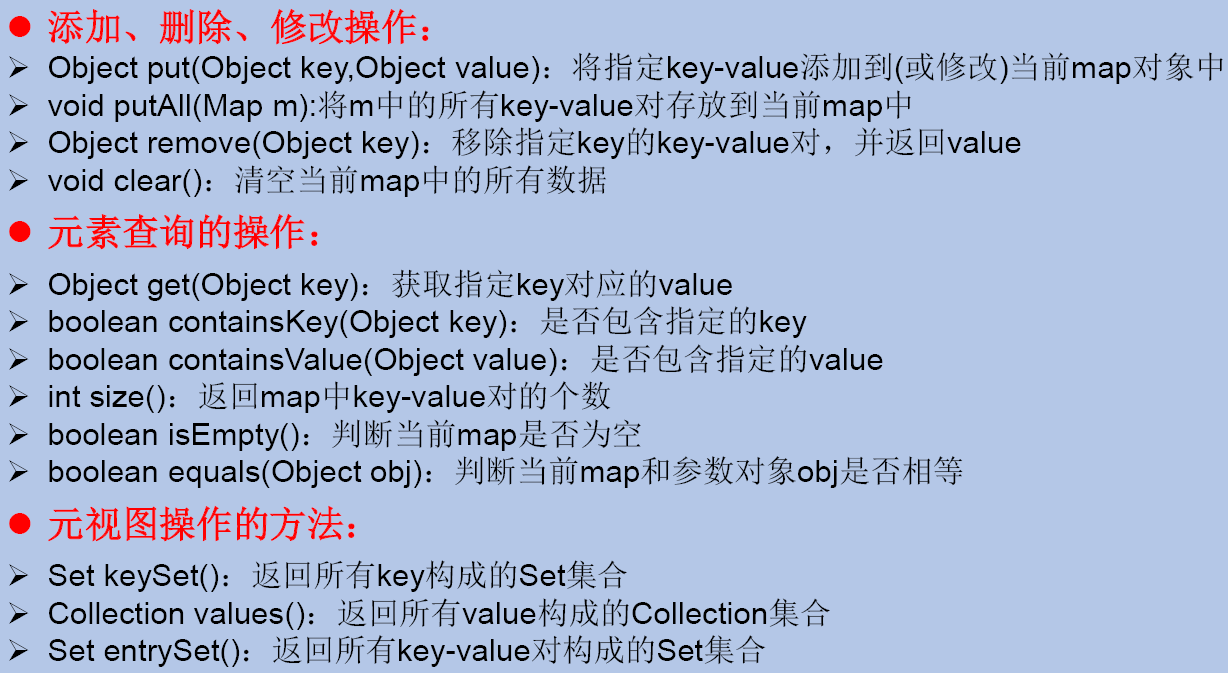 添加、删除、修改操作：
Object put(Object key,Object value)：将指定key-value添加到(或修改)当前map对象中
void putAll(Map m):将m中的所有key-value对存放到当前map中
Object remove(Object key)：移除指定key的key-value对，并返回value
void clear()：清空当前map中的所有数据
元素查询的操作：
Object get(Object key)：获取指定key对应的value
boolean containsKey(Object key)：是否包含指定的key
boolean containsValue(Object value)：是否包含指定的value
int size()：返回map中key-value对的个数
boolean isEmpty()：判断当前map是否为空
boolean equals(Object obj)：判断当前map和参数对象obj是否相等
元视图操作的方法：
Set keySet()：返回所有key构成的Set集合
Collection values()：返回所有value构成的Collection集合
Set entrySet()：返回所有key-value对构成的Set集合